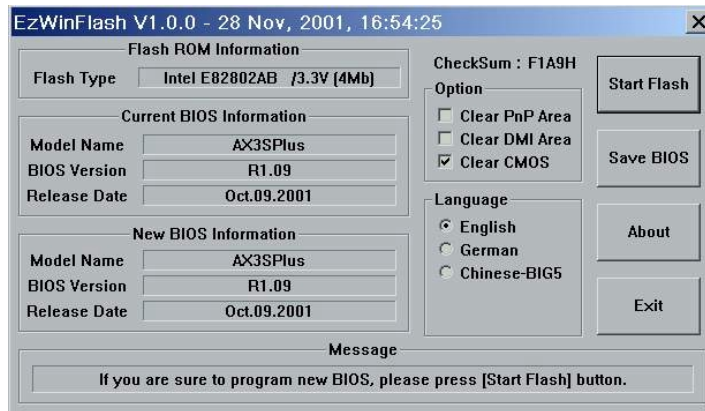 EzWinFlash V1.0.0 - 28 Nov, 2001, 16:54:25
Flash ROM Information
Flash Type Intel E82802AB /3.3V (4Mb)
Current BIOS Information
Model Name AX3SPlus
BIOS Version R1.09
Release Date Oct.09.2001
New BIOS Information
Model Name AX3SPlus
BIOS Version R1.09
Release Date Oct.09.2001
CheckSum : F1A9H
Option
Clear PnP Area
Clear DMI Area
Clear CMOS
Language
English
German
Chinese-BIG5
Start Flash
Save BIOS
About
Exit
Message
If you are sure to program new BIOS, please press [Start Flash] button.